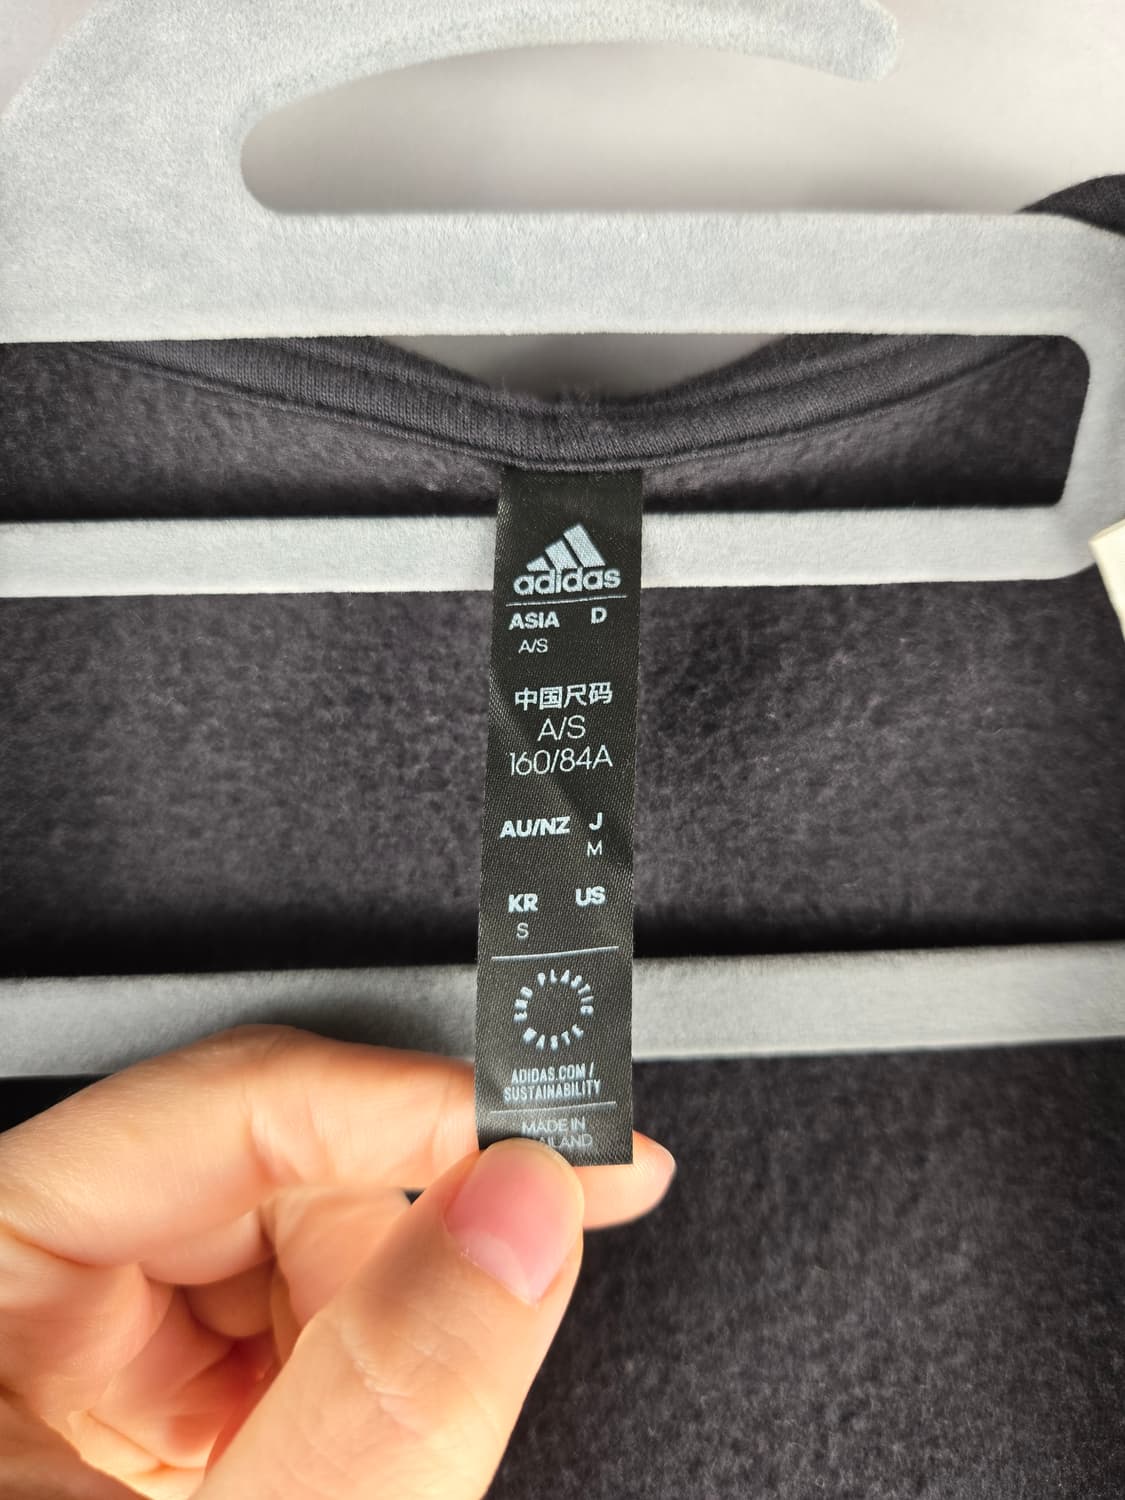 adidas
ASIA D
A/S
中国尺码
A/S
160/84A
AU/NZ J
M
KR US
S
END PLASTIC WASTE
ADIDAS.COM/
SUSTAINABILITY
MADE IN
AILAND